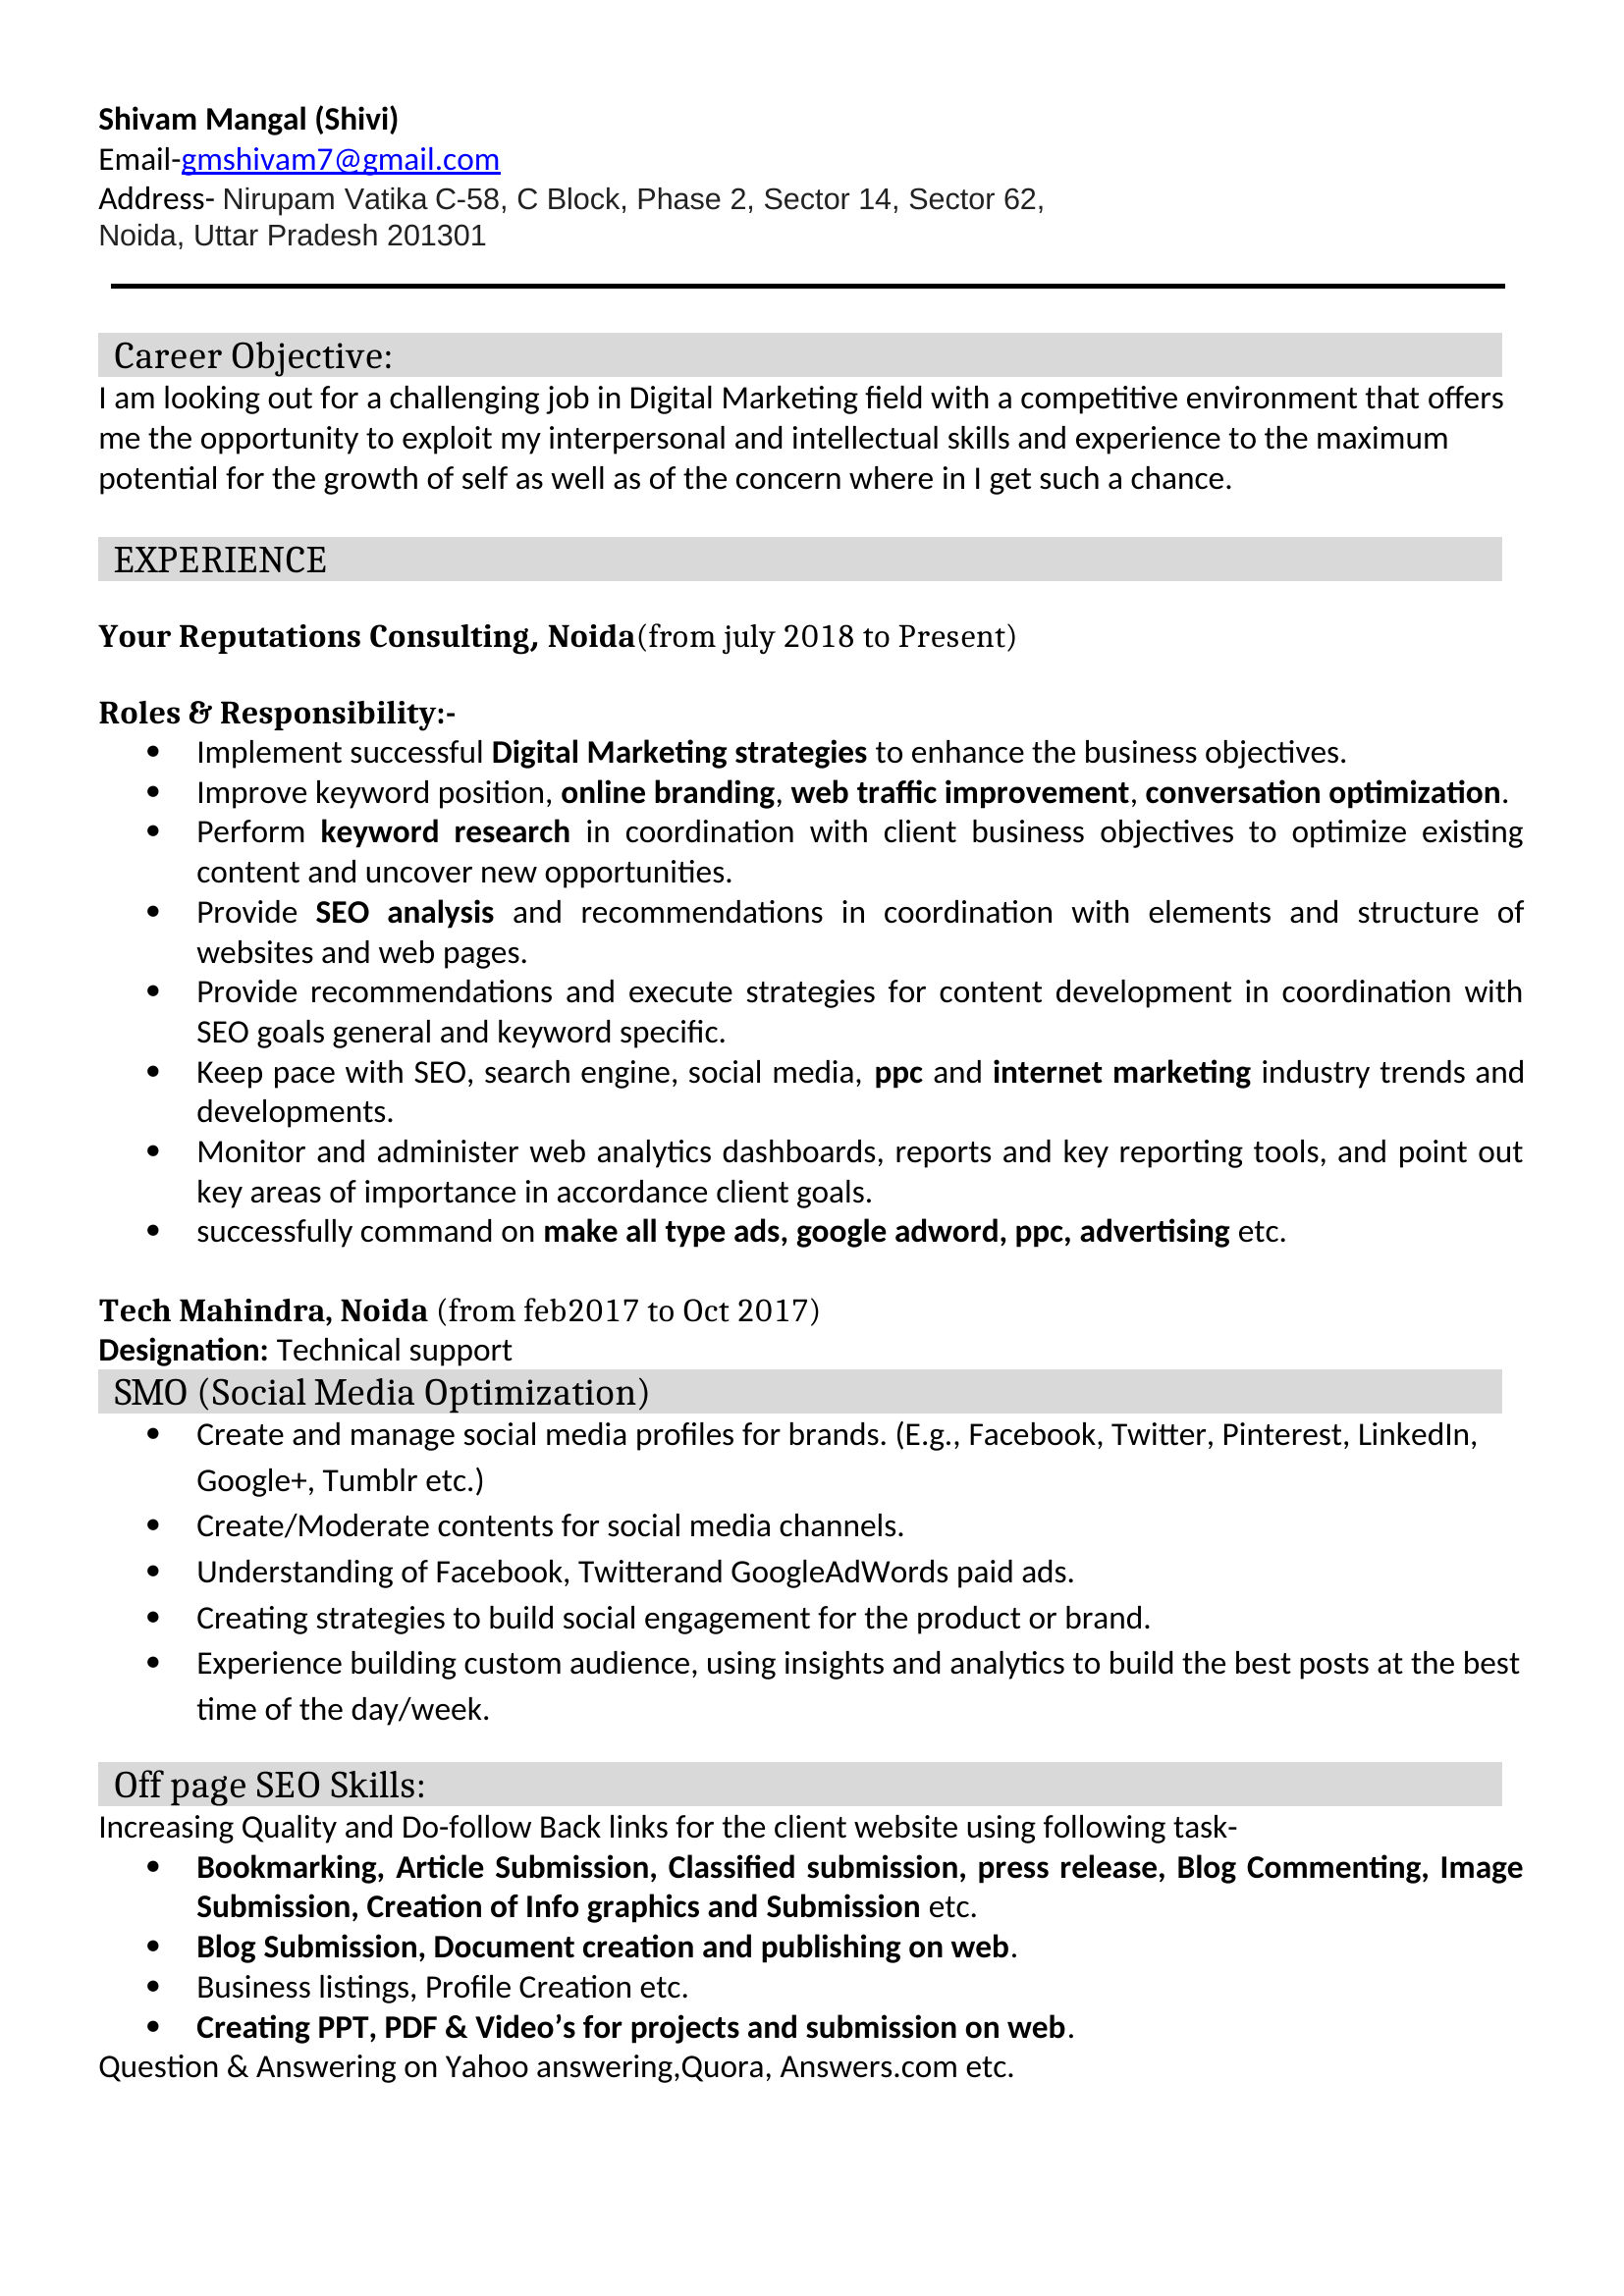 Shivam Mangal (Shivi)
Email-gmshivam7@gmail.com
Address- Nirupam Vatika C-58, C Block, Phase 2, Sector 14, Sector 62,
Noida, Uttar Pradesh 201301
Career Objective:
I am looking out for a challenging job in Digital Marketing field with a competitive environment that offers
me the opportunity to exploit my interpersonal and intellectual skills and experience to the maximum
potential for the growth of self as well as of the concern where in I get such a chance.
EXPERIENCE
Your Reputations Consulting, Noida(from july 2018 to Present)
Roles & Responsibility:-
• Implement successful Digital Marketing strategies to enhance the business objectives.
• Improve keyword position, online branding, web traffic improvement, conversation optimization.
• Perform keyword research in coordination with client business objectives to optimize existing
content and uncover new opportunities.
• Provide SEO analysis and recommendations in coordination with elements and structure of
websites and web pages.
• Provide recommendations and execute strategies for content development in coordination with
SEO goals general and keyword specific.
• Keep pace with SEO, search engine, social media, ppc and internet marketing industry trends and
developments.
• Monitor and administer web analytics dashboards, reports and key reporting tools, and point out
key areas of importance in accordance client goals.
• successfully command on make all type ads, google adword, ppc, advertising etc.
Tech Mahindra, Noida (from feb2017 to Oct 2017)
Designation: Technical support
SMO (Social Media Optimization)
• Create and manage social media profiles for brands. (E.g., Facebook, Twitter, Pinterest, LinkedIn,
Google+, Tumblr etc.)
• Create/Moderate contents for social media channels.
• Understanding of Facebook, Twitterand GoogleAdWords paid ads.
• Creating strategies to build social engagement for the product or brand.
• Experience building custom audience, using insights and analytics to build the best posts at the best
time of the day/week.
Off page SEO Skills:
Increasing Quality and Do-follow Back links for the client website using following task-
• Bookmarking, Article Submission, Classified submission, press release, Blog Commenting, Image
Submission, Creation of Info graphics and Submission etc.
• Blog Submission, Document creation and publishing on web.
• Business listings, Profile Creation etc.
• Creating PPT, PDF & Video’s for projects and submission on web.
Question & Answering on Yahoo answering,Quora, Answers.com etc.